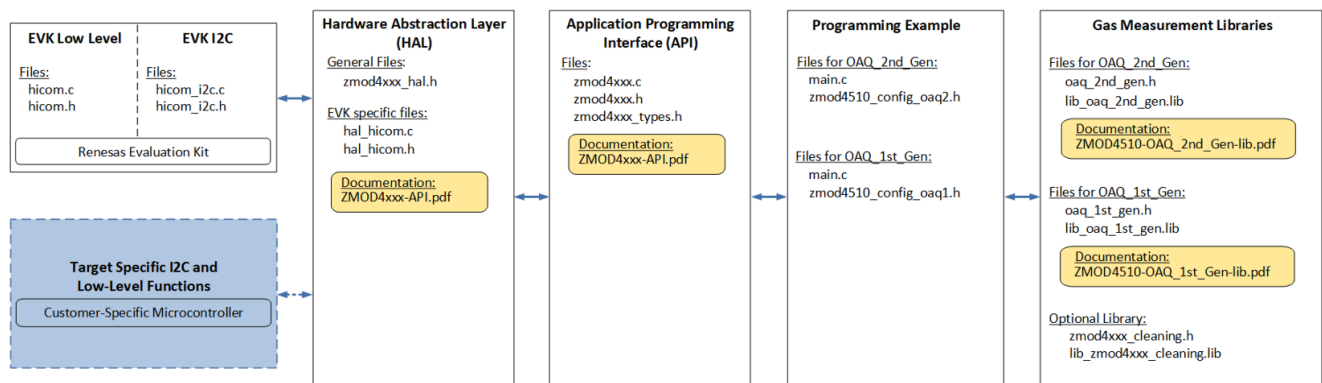 EVK Low Level
Files:
hicom.c
hicom.h
EVK I2C
Files:
hicom_i2c.c
hicom_i2c.h
Renesas Evaluation Kit
Target Specific I2C and
Low-Level Functions
Customer-Specific Microcontroller
Hardware Abstraction Layer
(HAL)
General Files:
zmod4xxx_hal.h
EVK specific files:
hal_hicom.c
hal_hicom.h
Documentation:
ZMOD4xxx-API.pdf
Application Programming
Interface (API)
Files:
zmod4xxx.c
zmod4xxx.h
zmod4xxx_types.h
Documentation:
ZMOD4xxx-API.pdf
Programming Example
Files for OAQ_2nd_Gen:
main.c
zmod4510_config_oaq2.h
Files for OAQ_1st_Gen:
main.c
zmod4510_config_oaq1.h
Gas Measurement Libraries
Files for OAQ_2nd_Gen:
oaq_2nd_gen.h
lib_oaq_2nd_gen.lib
Documentation:
ZMOD4510-OAQ_2nd_Gen-lib.pdf
Files for OAQ_1st_Gen:
oaq_1st_gen.h
lib_oaq_1st_gen.lib
Documentation:
ZMOD4510-OAQ_1st_Gen-lib.pdf
Optional Library:
zmod4xxx_cleaning.h
lib_zmod4xxx_cleaning.lib